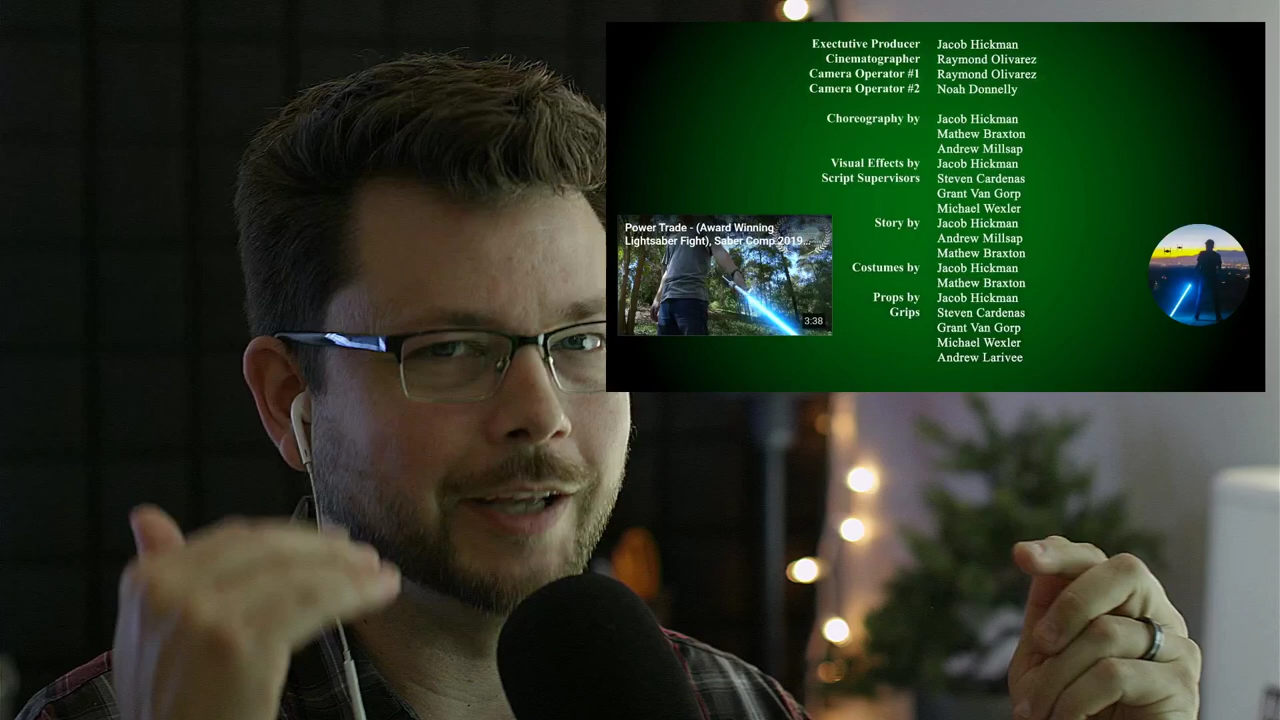 Exectutive Producer Jacob Hickman
Cinematographer Raymond Olivarez
Camera Operator #1 Raymond Olivarez
Camera Operator #2 Noah Donnelly
Choreography by Jacob Hickman
Mathew Braxton
Andrew Millsap
Visual Effects by Jacob Hickman
Script Supervisors Steven Cardenas
Grant Van Gorp
Michael Wexler
Story by Jacob Hickman
Andrew Millsap
Mathew Braxton
Costumes by Jacob Hickman
Mathew Braxton
Props by Jacob Hickman
Grips Steven Cardenas
Grant Van Gorp
Michael Wexler
Andrew Larivee
Power Trade - (Award Winning
Lightsaber Fight), Saber Comp 2019...
3:38